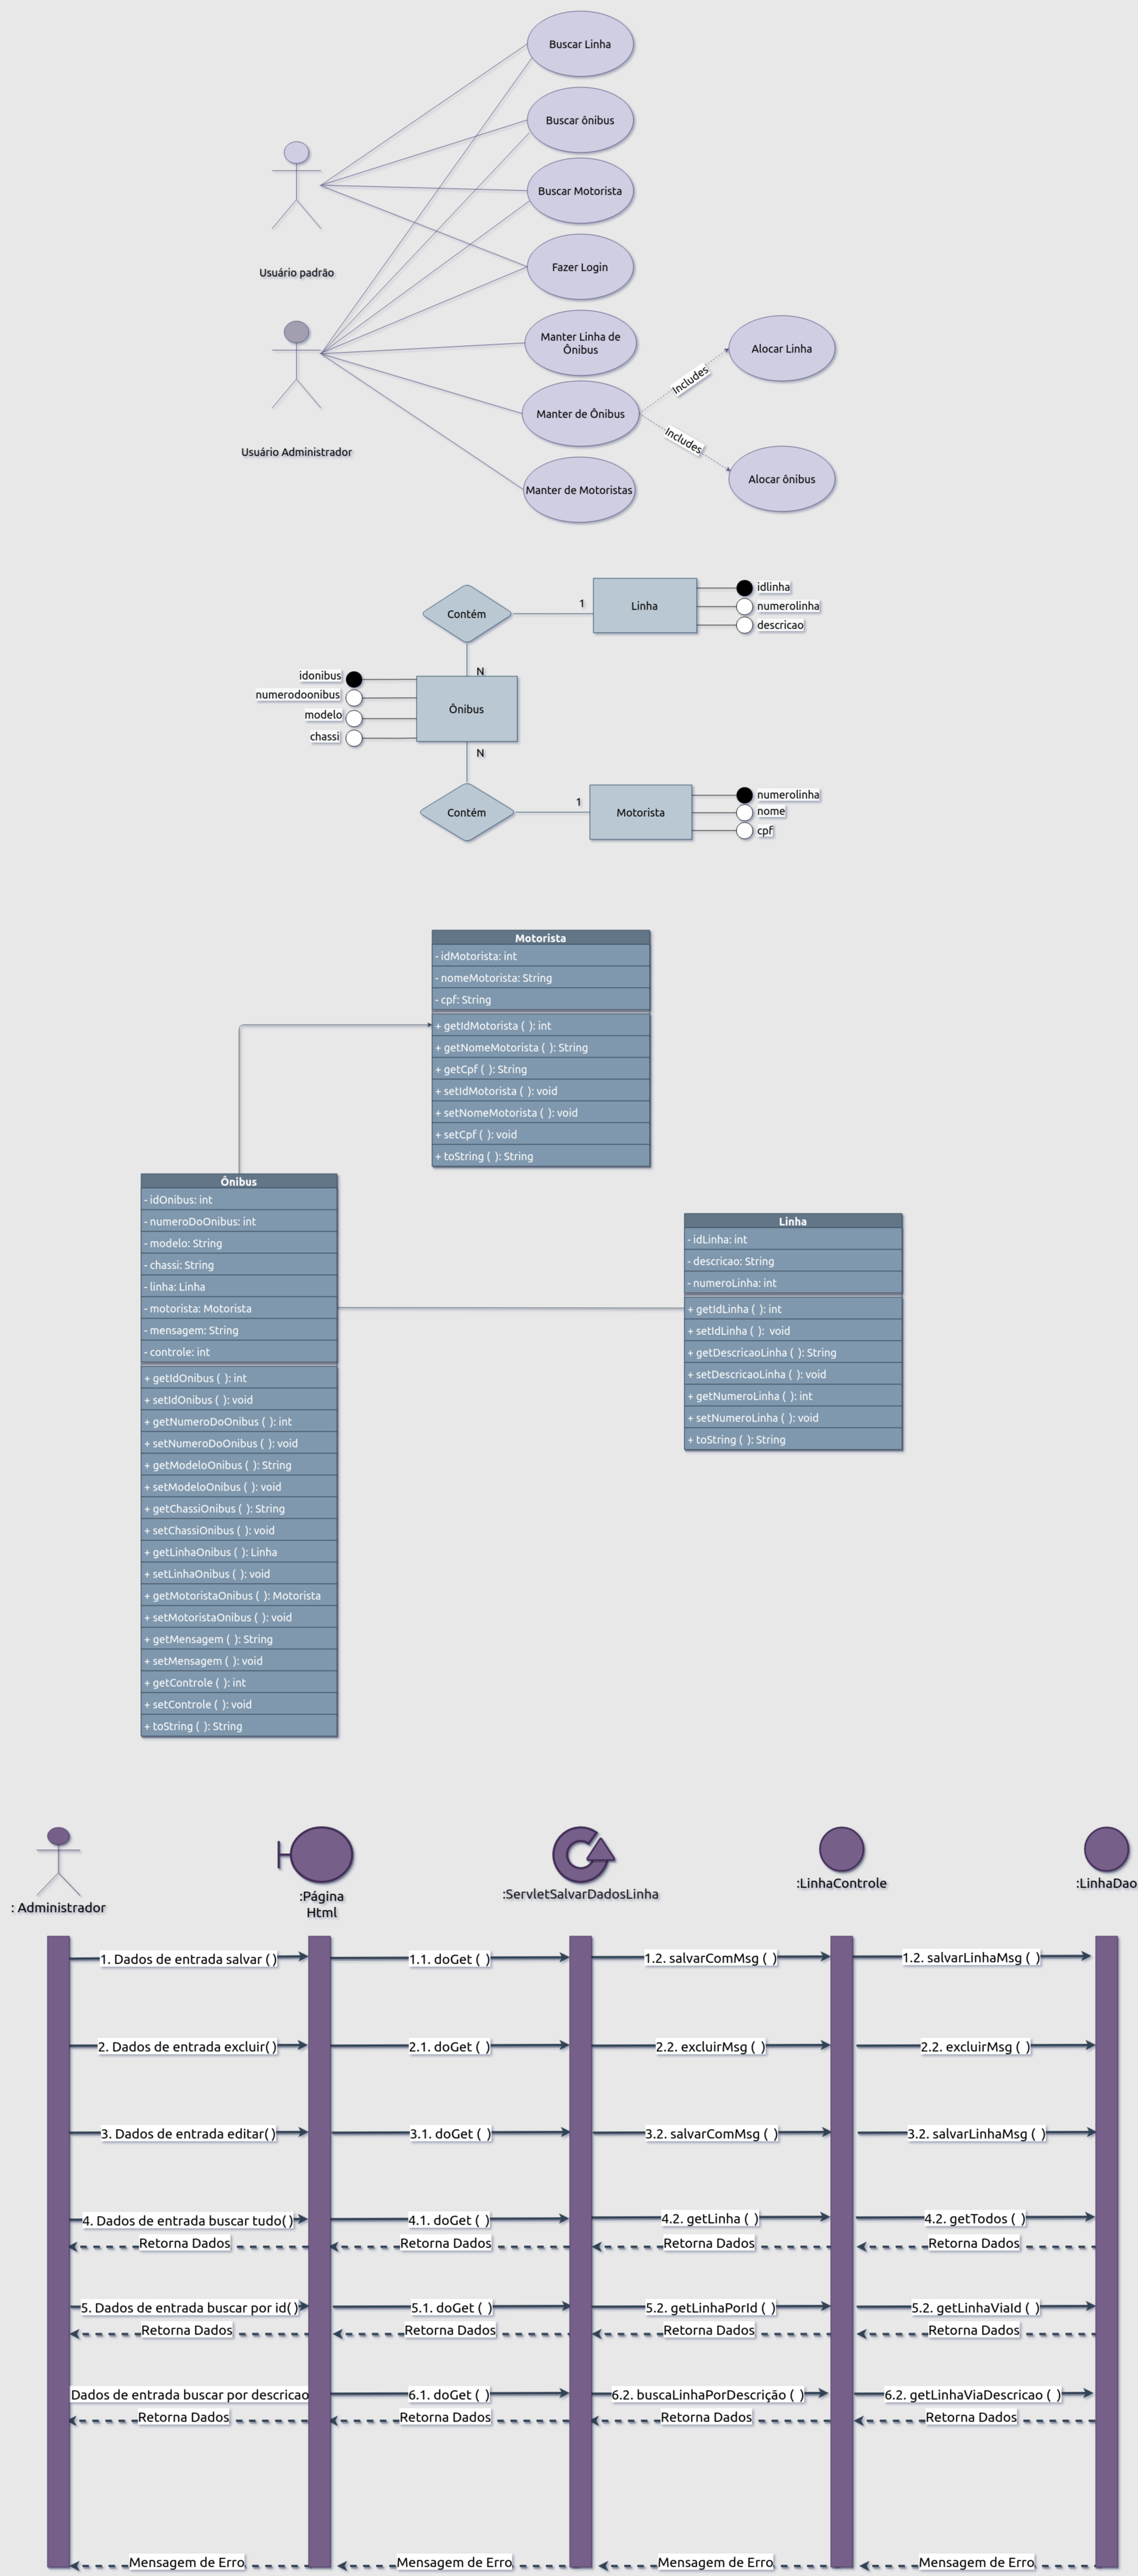 Buscar Linha
Buscar ônibus
Buscar Motorista
Fazer Login
Usuário padrão
Manter Linha de
Ônibus
Alocar Linha
Includes
Manter de Ônibus
Includes
Usuário Administrador
Alocar ônibus
Manter de Motoristas
Contém
1
Linha
idlinha
numerolinha
descricao
N
idonibus
numerodoonibus
modelo
chassi
Ônibus
N
Contém
1
Motorista
numerolinha
nome
cpf
Motorista
- idMotorista: int
- nomeMotorista: String
- cpf: String
+ getIdMotorista ( ): int
+ getNomeMotorista ( ): String
+ getCpf ( ): String
+ setIdMotorista ( ): void
+ setNomeMotorista ( ): void
+ setCpf ( ): void
+ toString ( ): String
Ônibus
- idOnibus: int
- numeroDoOnibus: int
- modelo: String
- chassi: String
- linha: Linha
- motorista: Motorista
- mensagem: String
- controle: int
+ getIdOnibus ( ): int
+ setIdOnibus ( ): void
+ getNumeroDoOnibus ( ): int
+ setNumeroDoOnibus ( ): void
+ getModeloOnibus ( ): String
+ setModeloOnibus ( ): void
+ getChassiOnibus ( ): String
+ setChassiOnibus ( ): void
+ getLinhaOnibus ( ): Linha
+ setLinhaOnibus ( ): void
+ getMotoristaOnibus ( ): Motorista
+ setMotoristaOnibus ( ): void
+ getMensagem ( ): String
+ setMensagem ( ): void
+ getControle ( ): int
+ setControle ( ): void
+ toString ( ): String
Linha
- idLinha: int
- descricao: String
- numeroLinha: int
+ getIdLinha ( ): int
+ setIdLinha ( ): void
+ getDescricaoLinha ( ): String
+ setDescricaoLinha ( ): void
+ getNumeroLinha ( ): int
+ setNumeroLinha ( ): void
+ toString ( ): String
: Administrador
:Página
Html
:ServletSalvarDadosLinha
:LinhaControle
:LinhaDao
1. Dados de entrada salvar ( )
1.1. doGet ( )
1.2. salvarComMsg ( )
1.2. salvarLinhaMsg ( )
2. Dados de entrada excluir( )
2.1. doGet ( )
2.2. excluirMsg ( )
2.2. excluirMsg ( )
3. Dados de entrada editar( )
3.1. doGet ( )
3.2. salvarComMsg ( )
3.2. salvarLinhaMsg ( )
4. Dados de entrada buscar tudo( )
4.1. doGet ( )
4.2. getLinha ( )
4.2. getTodos ( )
Retorna Dados
Retorna Dados
Retorna Dados
Retorna Dados
5. Dados de entrada buscar por id( )
5.1. doGet ( )
5.2. getLinhaPorId ( )
5.2. getLinhaViaId ( )
Retorna Dados
Retorna Dados
Retorna Dados
Retorna Dados
Dados de entrada buscar por descricao
6.1. doGet ( )
6.2. buscaLinhaPorDescrição ( )
6.2. getLinhaViaDescricao ( )
Retorna Dados
Retorna Dados
Retorna Dados
Retorna Dados
Mensagem de Erro
Mensagem de Erro
Mensagem de Erro
Mensagem de Erro